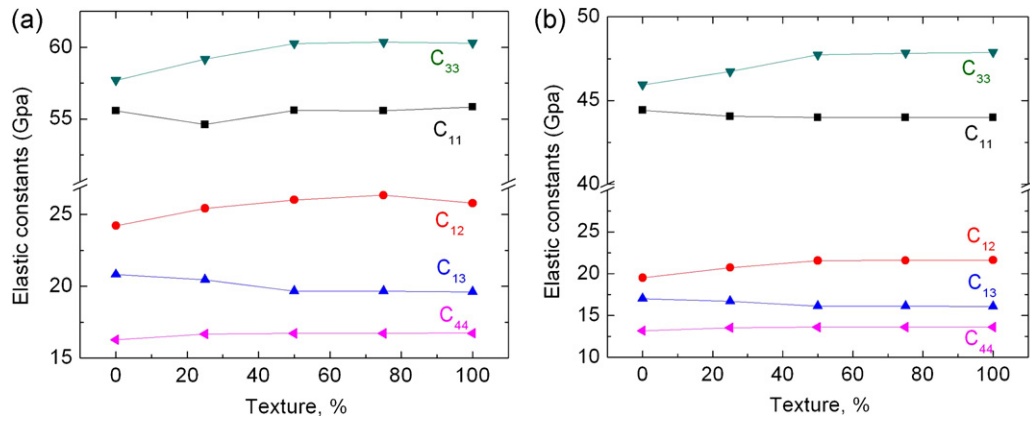 (a)
Elastic constants (Gpa)
60
55
25
20
15
C33
C11
C12
C13
C44
0 20 40 60 80 100
Texture, %
(b)
Elastic constants (Gpa)
50
45
40
25
20
15
10
C33
C11
C12
C13
C44
0 20 40 60 80 100
Texture, %